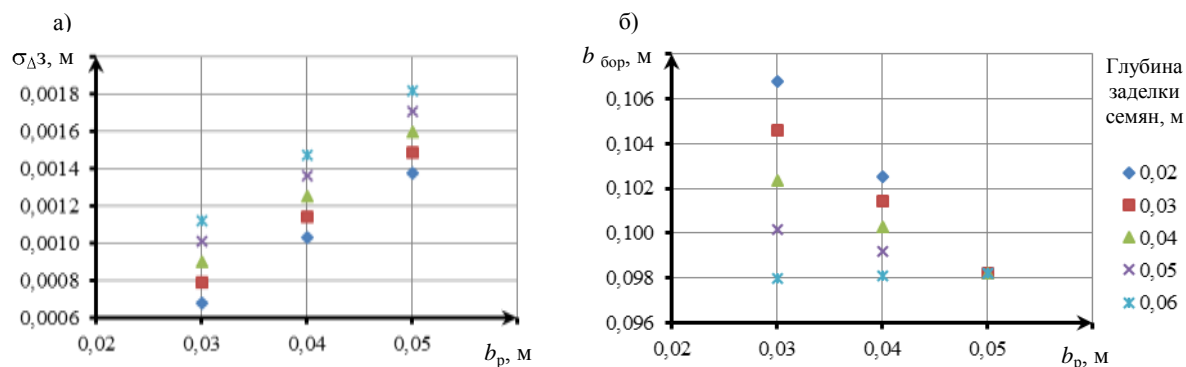 а)
σΔз, м
0,0018
0,0016
0,0014
0,0012
0,0010
0,0008
0,0006
0,02 0,03 0,04 0,05
bр, м
б)
b бор, м
0,106
0,104
0,102
0,100
0,098
0,096
0,02 0,03 0,04 0,05
bр, м
Глубина
заделки
семян, м
0,02
0,03
0,04
0,05
0,06